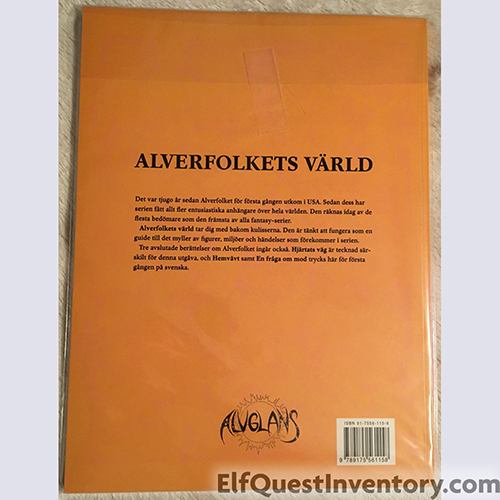 ALVERFOLKETS VÄRLD
Det var tjugo år sedan Alverfolket för första gången utkom i USA. Sedan dess har
serien fått allt fler entusiastiska anhängare över hela världen. Den räknas idag av de
flesta bedömare som den främsta av alla fantasy-serier.
Alverfolkets värld tar dig med bakom kulisserna. Den är tänkt att fungera som en
guide till det myller av figurer, miljöer och händelser som förekommer i serien.
Tre avslutade berättelser om Alverfolket ingår också. Hjärtats väg är tecknad sär-
skilt för denna utgåva, och Hemvävt samt En fråga om mod trycks här för första
gången på svenska.
ALVGLANS
ISBN 91-7556-115-8
9 789175 561158
ElfQuestInventory.com